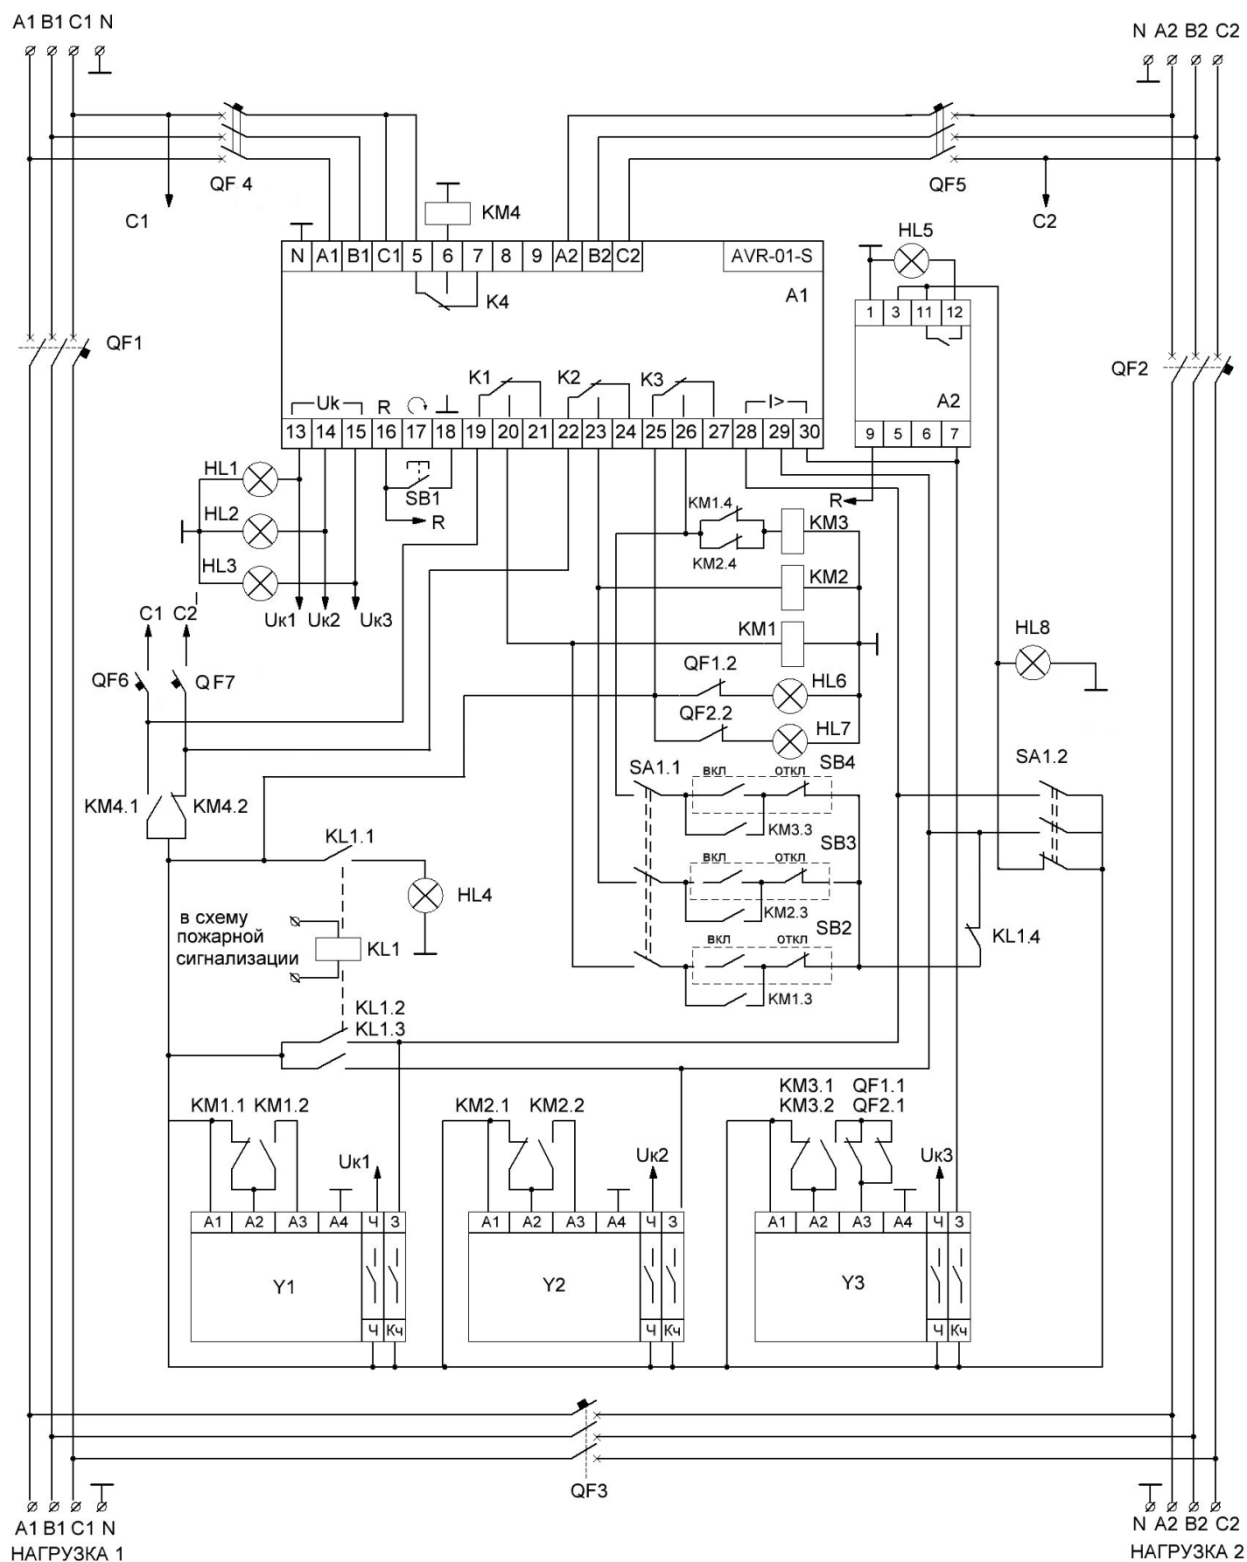 A1 B1 C1 N
N A2 B2 C2
QF 4
QF5
C1
C2
KM4
HL5
N A1 B1 C1 5 6 7 8 9 A2 B2 C2
AVR-01-S
K4
A1
1 3 11 12
QF1
QF2
A2
Uk R K1 K2 K3 I>
13 14 15 16 17 18 19 20 21 22 23 24 25 26 27 28 29 30
9 5 6 7
HL1
SB1
R
R
KM1.4
KM3
HL2
KM2.4
HL3
KM2
C1 C2
Uк1 Uк2 Uк3
KM1
HL8
QF6
QF7
QF1.2
HL6
QF2.2
HL7
SA1.1
вкл
откл
SB4
SA1.2
KM4.1
KM4.2
KM3.3
KL1.1
SB3
вкл
откл
HL4
KM2.3
в схему
пожарной
сигнализации
KL1
SB2
вкл
откл
KL1.4
KM1.3
KL1.2
KL1.3
KM1.1 KM1.2
KM2.1 KM2.2
KM3.1 QF1.1
KM3.2 QF2.1
Uк1
Uк2
Uк3
A1 A2 A3 A4 Ч З
A1 A2 A3 A4 Ч З
A1 A2 A3 A4 Ч З
Y1
Y2
Y3
Ч Кч
Ч Кч
Ч Кч
QF3
A1 B1 C1 N
НАГРУЗКА 1
N A2 B2 C2
НАГРУЗКА 2